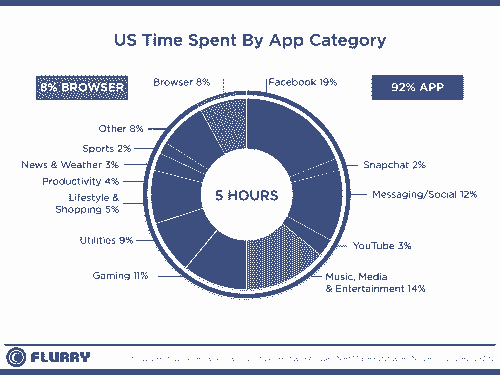 US Time Spent By App Category
8% BROWSER
Browser 8%
Facebook 19%
92% APP
Other 8%
Sports 2%
News & Weather 3%
Productivity 4%
Lifestyle &
Shopping 5%
Utilities 9%
Gaming 11%
5 HOURS
Snapchat 2%
Messaging/Social 12%
YouTube 3%
Music, Media
& Entertainment 14%
FLURRY